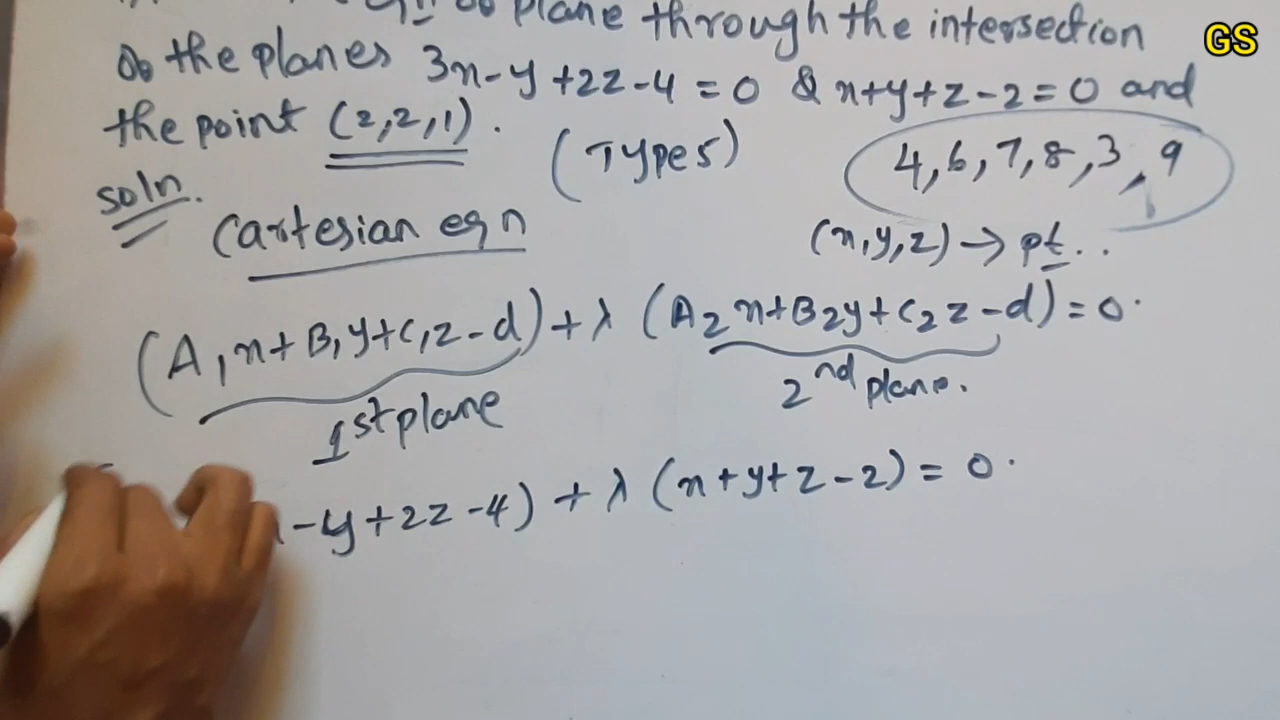 plane through the intersection
GS
of the planes 3x-y+2z-4=0 & x+y+z-2=0 and
the point (2,2,1).
(Type 5)
4,6,7,8,3,9
soln.
Cartesian eqn
(x,y,z) → pt..
(A₁x+B₁y+C₁z-d)+λ(A₂x+B₂y+C₂z-d)=0.
1st plane
2nd plane.
-y+2z-4)+λ(x+y+z-2)=0.